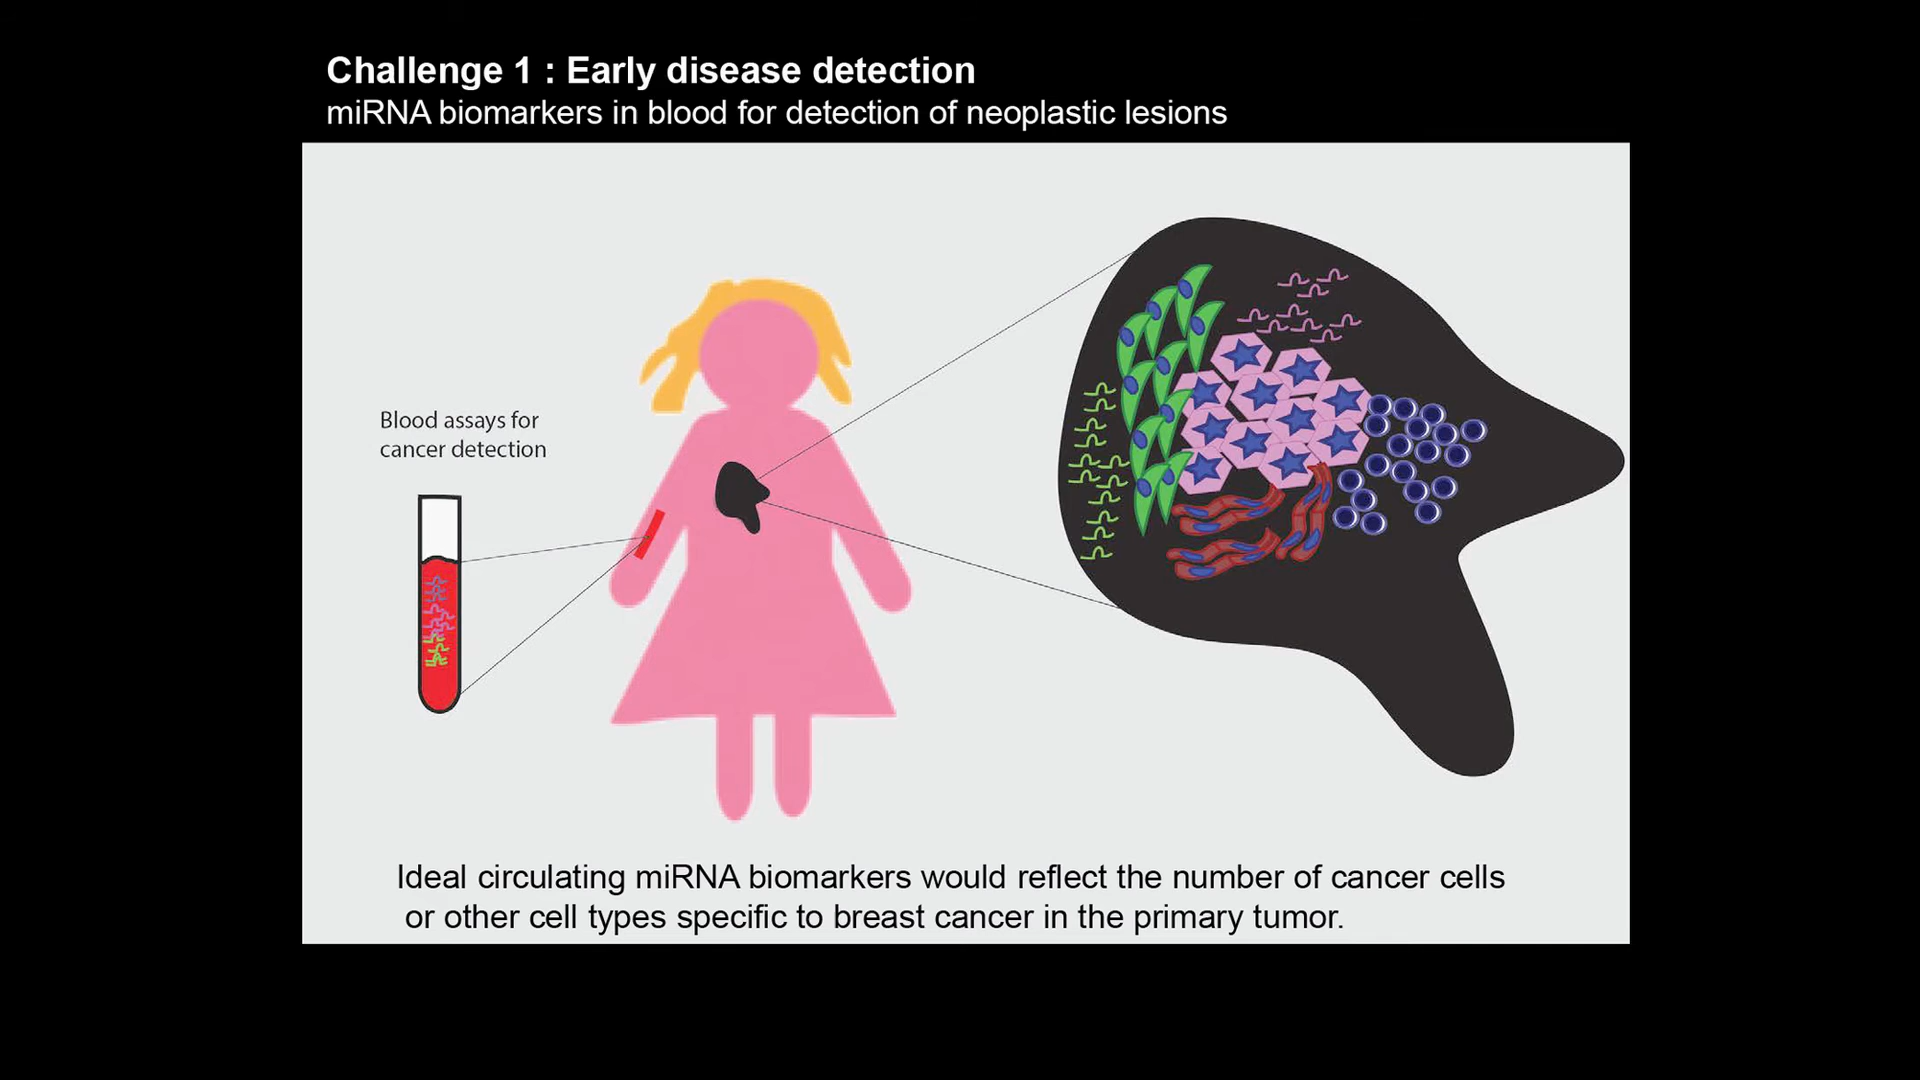 Challenge 1 : Early disease detection
miRNA biomarkers in blood for detection of neoplastic lesions
Blood assays for
cancer detection
Ideal circulating miRNA biomarkers would reflect the number of cancer cells
or other cell types specific to breast cancer in the primary tumor.